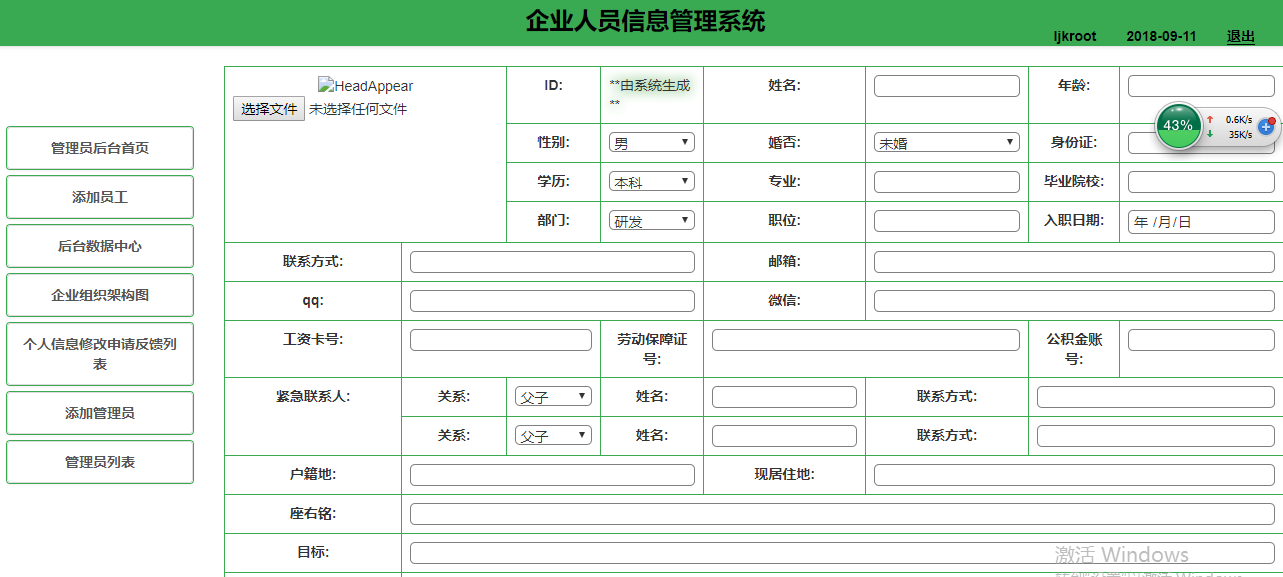 企业人员信息管理系统
ljkroot 2018-09-11 退出
管理员后台首页
添加员工
后台数据中心
企业组织架构图
个人信息修改申请反馈列
表
添加管理员
管理员列表
HeadAppear
选择文件 未选择任何文件
ID: **由系统生成
**
姓名: 年龄:
43% 0.6K/s
35K/s
性别: 男 婚否: 未婚 身份证:
学历: 本科 专业: 毕业院校:
部门: 研发 职位: 入职日期: 年 /月/日
联系方式: 邮箱:
qq: 微信:
工资卡号: 劳动保障证
号:
公积金账
号:
紧急联系人: 关系: 父子 姓名: 联系方式:
关系: 父子 姓名: 联系方式:
户籍地: 现居住地:
座右铭:
目标:
激活 Windows